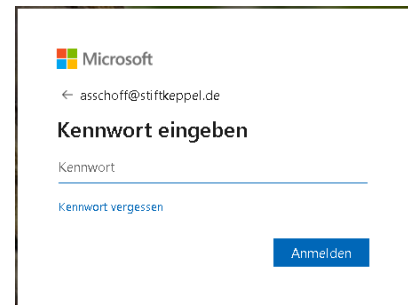 Microsoft
← asschoff@stiftkeppel.de
Kennwort eingeben
Kennwort
Kennwort vergessen
Anmelden